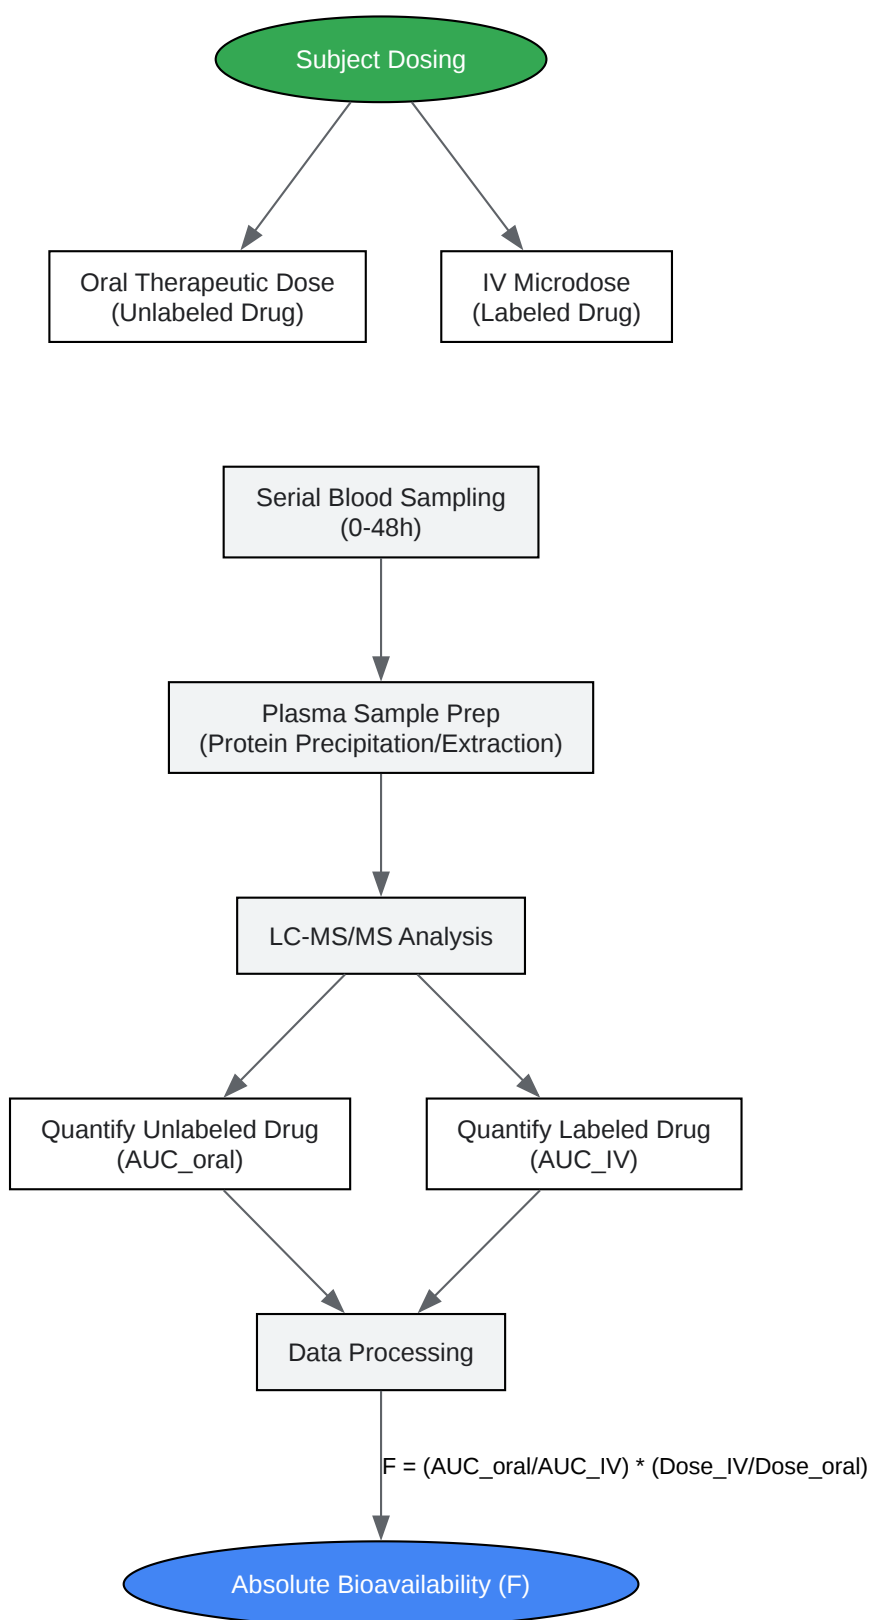 Subject Dosing
Oral Therapeutic Dose
(Unlabeled Drug)
IV Microdose
(Labeled Drug)
Serial Blood Sampling
(0-48h)
Plasma Sample Prep
(Protein Precipitation/Extraction)
LC-MS/MS Analysis
Quantify Unlabeled Drug
(AUC_oral)
Quantify Labeled Drug
(AUC_IV)
Data Processing
F = (AUC_oral/AUC_IV) * (Dose_IV/Dose_oral)
Absolute Bioavailability (F)